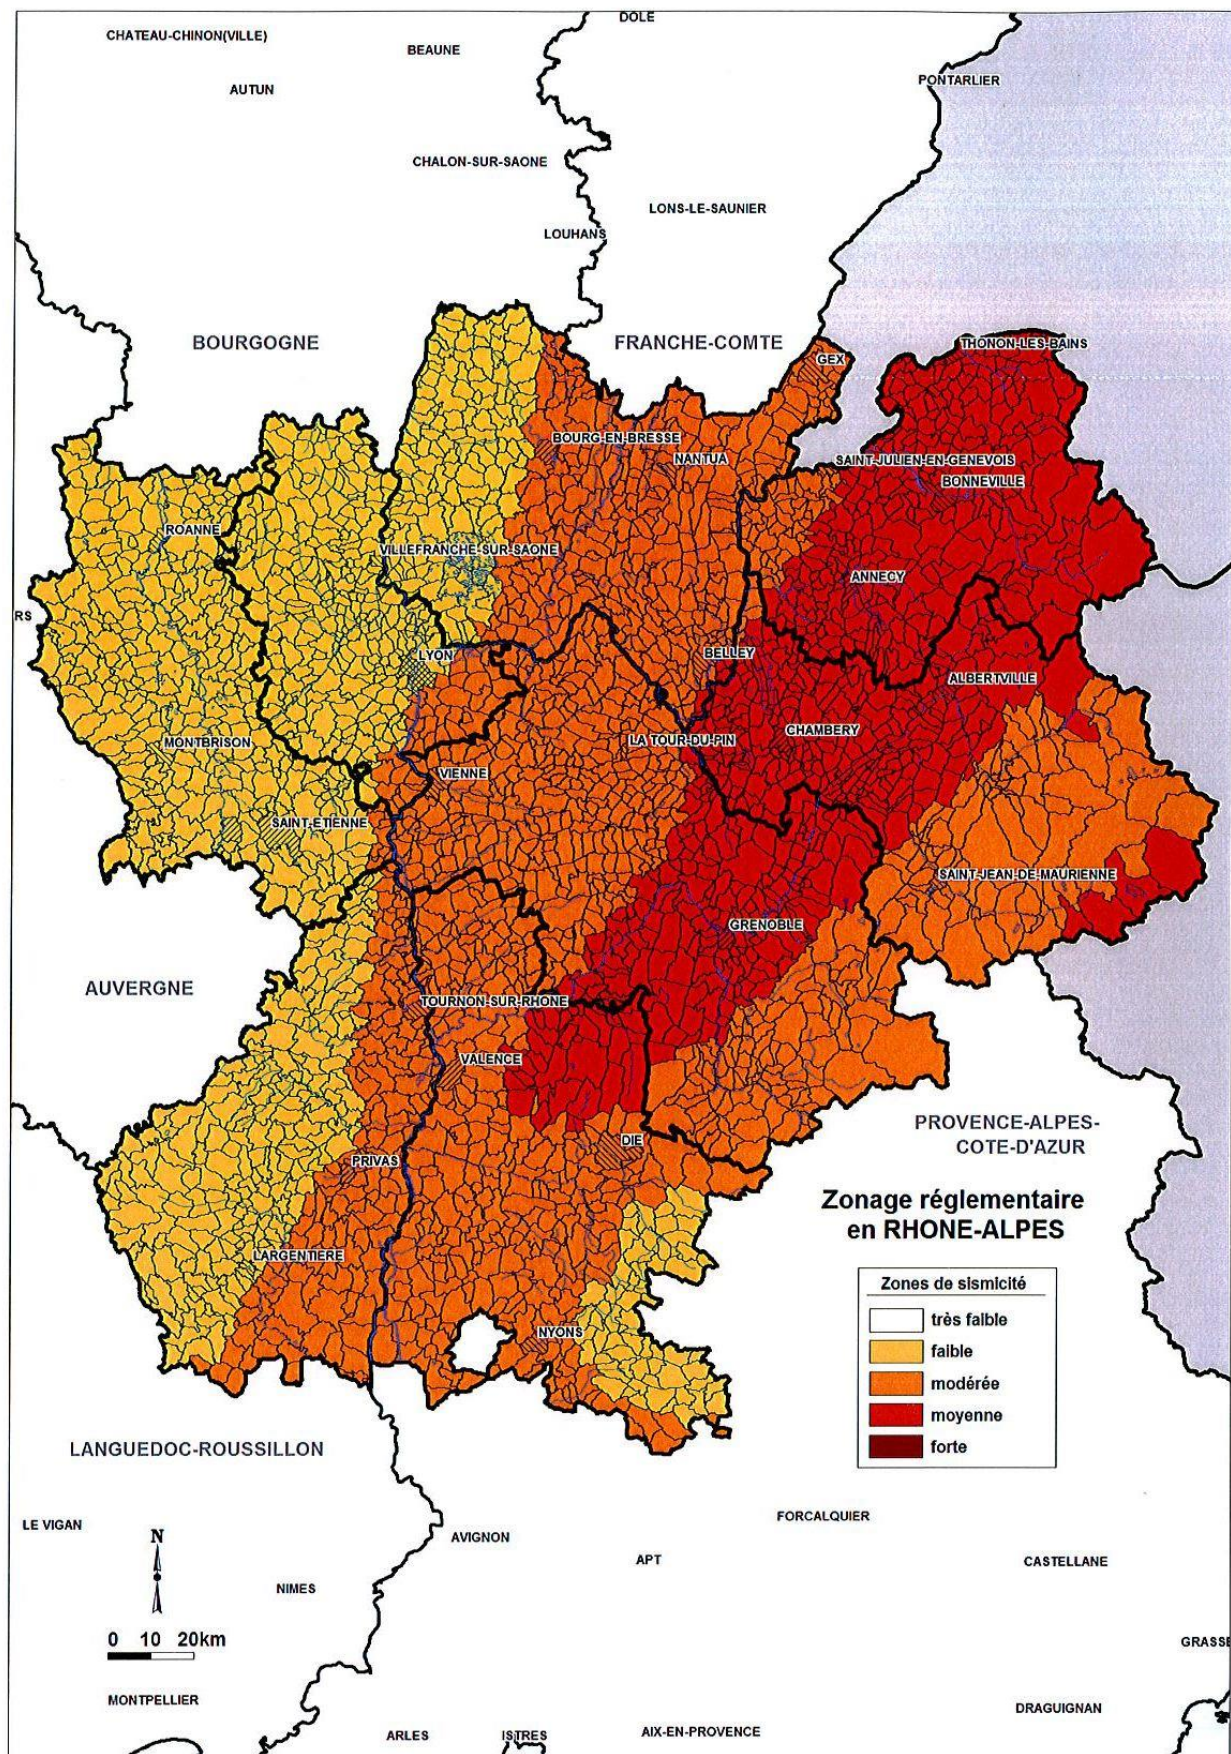 DOLE
CHATEAU-CHINON(VILLE)
BEAUNE
PONTARLIER
AUTUN
CHALON-SUR-SAONE
LONS-LE-SAUNIER
LOUHANS
BOURGOGNE
FRANCHE-COMTE
THONON-LES-BAINS
GEX
BOURG-EN-BRESSE
NANTUA
SAINT-JULIEN-EN-GENEVOIS
BONNEVILLE
ROANNE
VILLEFRANCHE-SUR-SAONE
ANNECY
RS
LYON
BELLEY
ALBERTVILLE
MONTBRISON
LA TOUR-DU-PIN
CHAMBERY
VIENNE
SAINT-ETIENNE
SAINT-JEAN-DE-MAURIENNE
GRENOBLE
AUVERGNE
TOURNON-SUR-RHONE
VALENCE
PROVENCE-ALPES-
COTE-D'AZUR
DIE
PRIVAS
Zonage réglementaire
en RHONE-ALPES
LARGENTIERE
Zones de sismicité
très faible
faible
modérée
moyenne
forte
NYONS
LANGUEDOC-ROUSSILLON
FORCALQUIER
LE VIGAN
AVIGNON
N
APT
CASTELLANE
NIMES
0 10 20km
GRASSE
MONTPELLIER
DRAGUIGNAN
ARLES
ISTRES
AIX-EN-PROVENCE